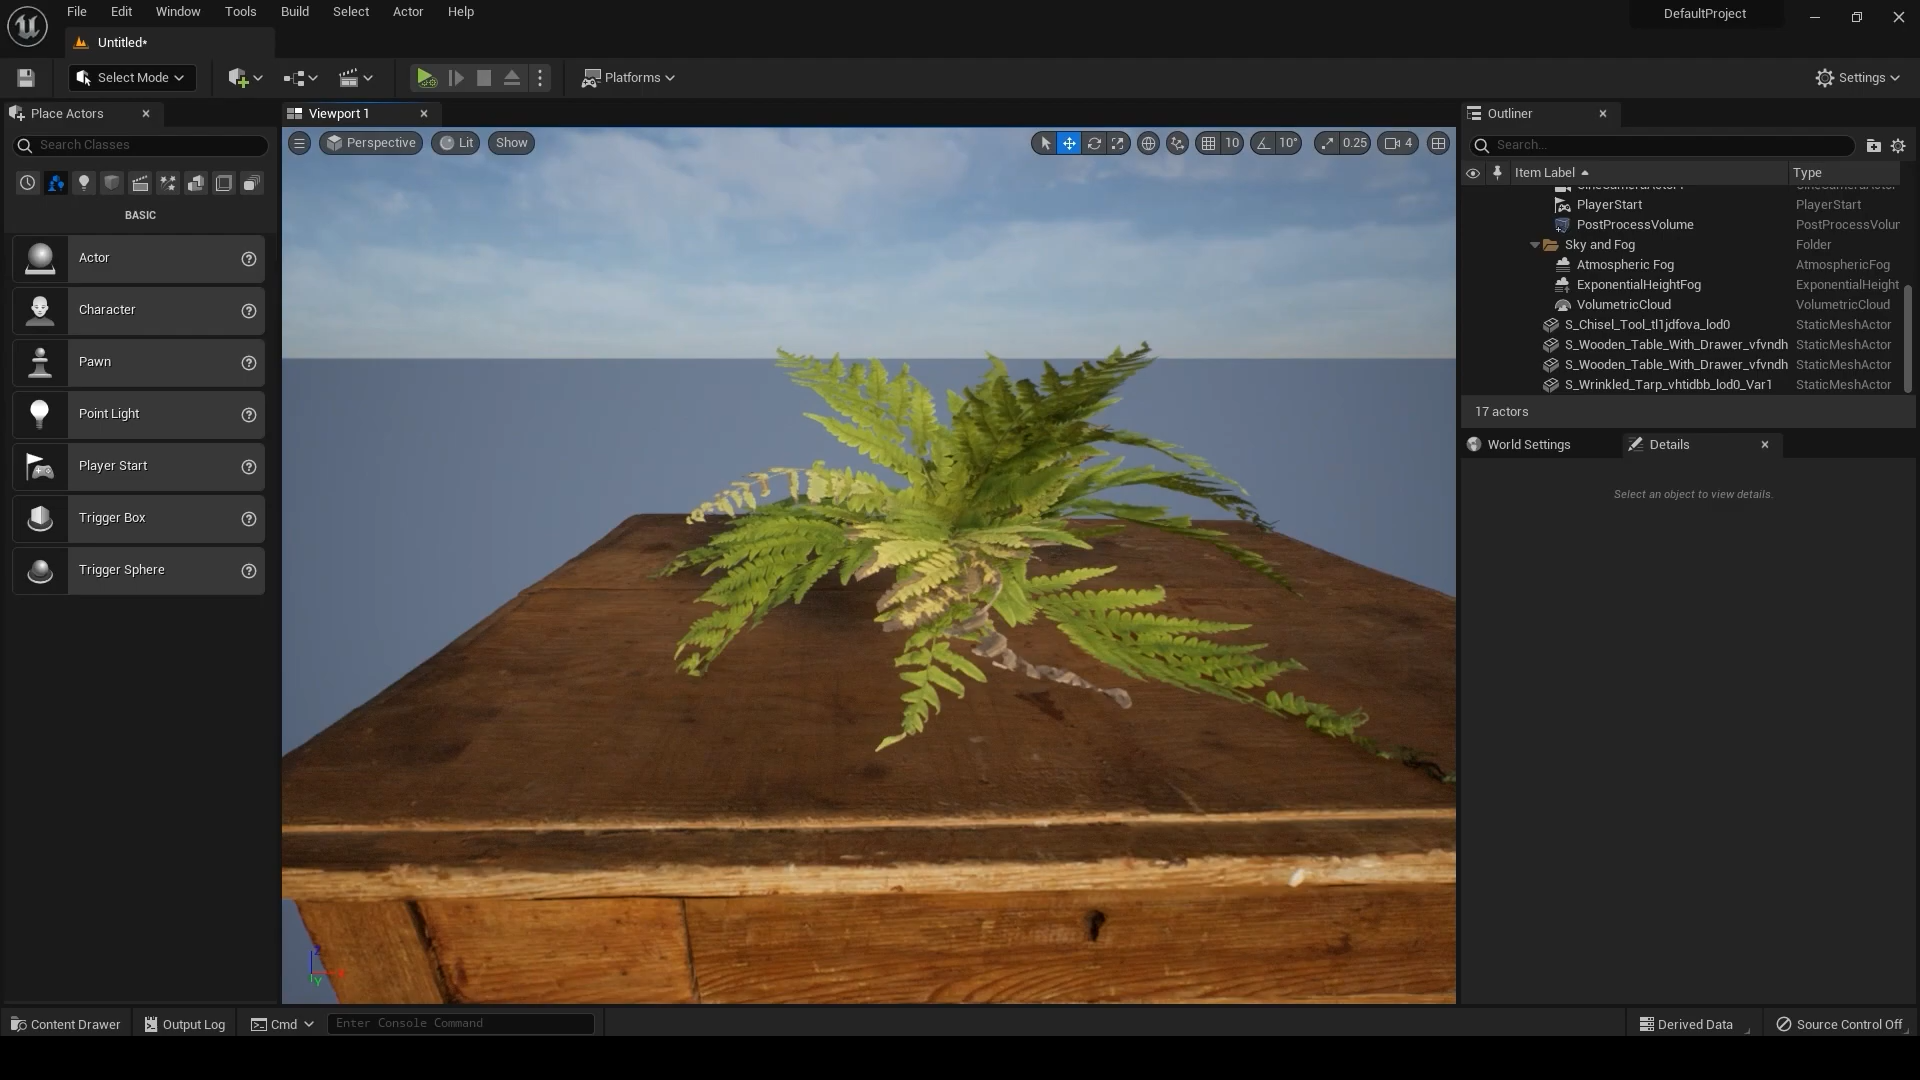 File Edit Window Tools Build Select Actor Help
DefaultProject
Untitled*
Select Mode
Platforms
Settings
Place Actors
Viewport 1
Outliner
Search Classes
Perspective Lit Show
10 10° 0.25 4
Search...
Item Label Type
BASIC
PlayerStart PlayerStart
PostProcessVolume PostProcessVolur
Sky and Fog Folder
Atmospheric Fog AtmosphericFog
ExponentialHeightFog ExponentialHeight
VolumetricCloud VolumetricCloud
S_Chisel_Tool_tl1jdfova_lod0 StaticMeshActor
S_Wooden_Table_With_Drawer_vfvndh StaticMeshActor
S_Wooden_Table_With_Drawer_vfvndh StaticMeshActor
S_Wrinkled_Tarp_vhtidbb_lod0_Var1 StaticMeshActor
17 actors
World Settings Details
Select an object to view details.
Actor
Character
Pawn
Point Light
Player Start
Trigger Box
Trigger Sphere
Z
Y
Content Drawer Output Log Cmd Enter Console Command
Derived Data Source Control Off